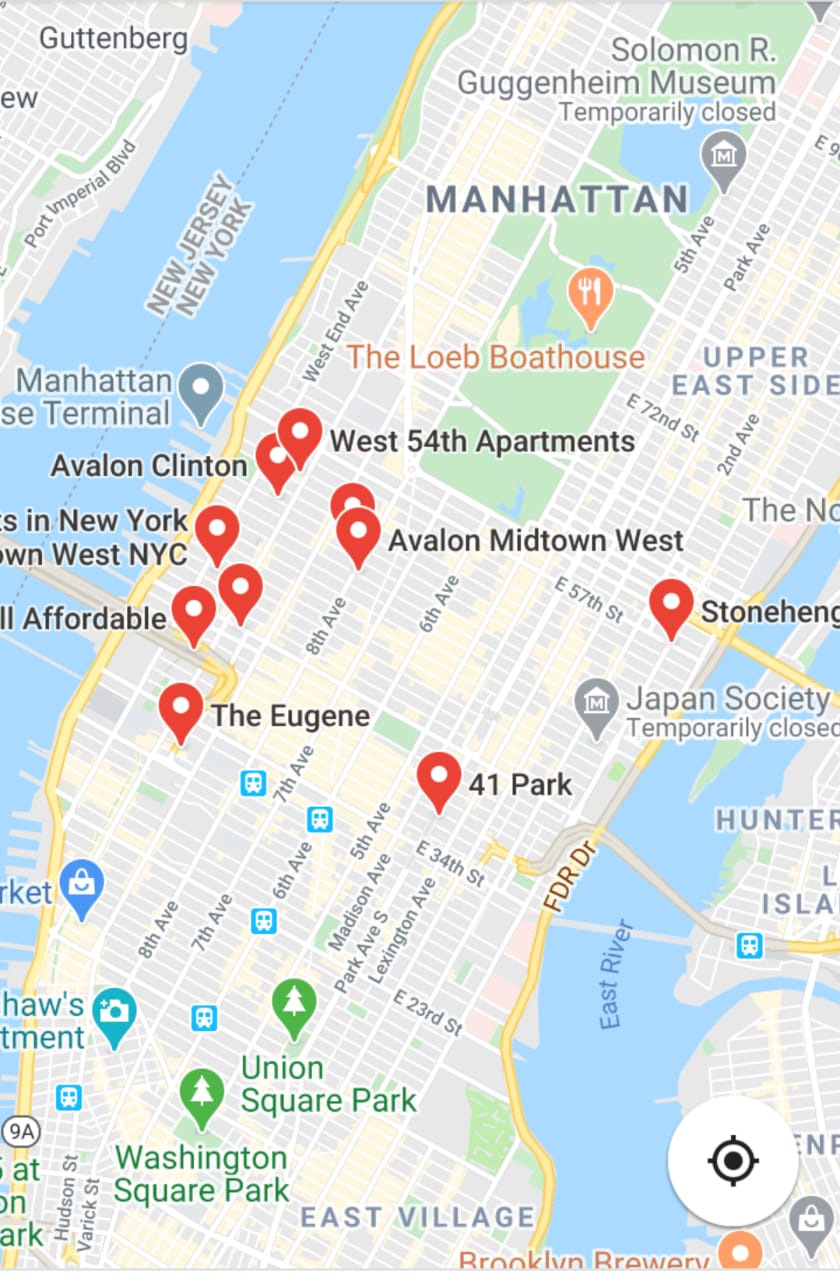 Guttenberg
Solomon R.
Guggenheim Museum
Temporarily closed
ew
E 9
Port Imperial Blvd
MANHATTAN
NEW JERSEY
NEW YORK
5th Ave
Park Ave
West End Ave
The Loeb Boathouse
UPPER
EAST SIDE
Manhattan
se Terminal
E 72nd St
2nd Ave
West 54th Apartments
Avalon Clinton
The No
ts in New York
own West NYC
Avalon Midtown West
E 57th St
6th Ave
8th Ave
ll Affordable
Stoneheng
Japan Society
Temporarily closed
The Eugene
7th Ave
41 Park
5th Ave
HUNTER
E 34th St
FDR Dr
L
ISLA
6th Ave
Madison Ave
Park Ave S
Lexington Ave
rket
8th Ave
7th Ave
East River
E 23rd St
haw's
tment
Union
Square Park
9A
Washington
Square Park
5 at
on
ark
Hudson St
Varick St
ENP
EAST VILLAGE
Brooklyn Brewery